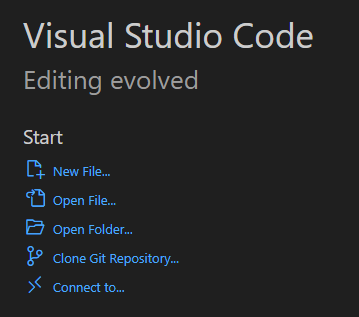 Visual Studio Code
Editing evolved
Start
New File...
Open File...
Open Folder...
Clone Git Repository...
Connect to...